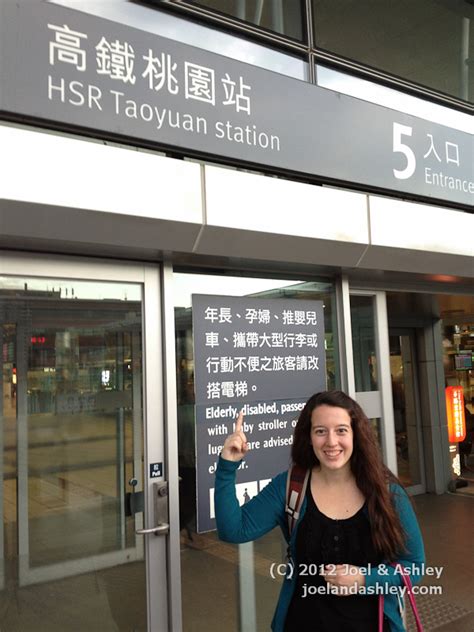 高鐵桃園站
HSR Taoyuan station
5 入口
Entrance
年長、孕婦、推嬰兒
車、攜帶大型行李或
行動不便之旅客請改
搭電梯。
Elderly, disabled,
with baby stroller
are advised
Pull
(C) 2012 Joel & Ashley
joelandashley.com